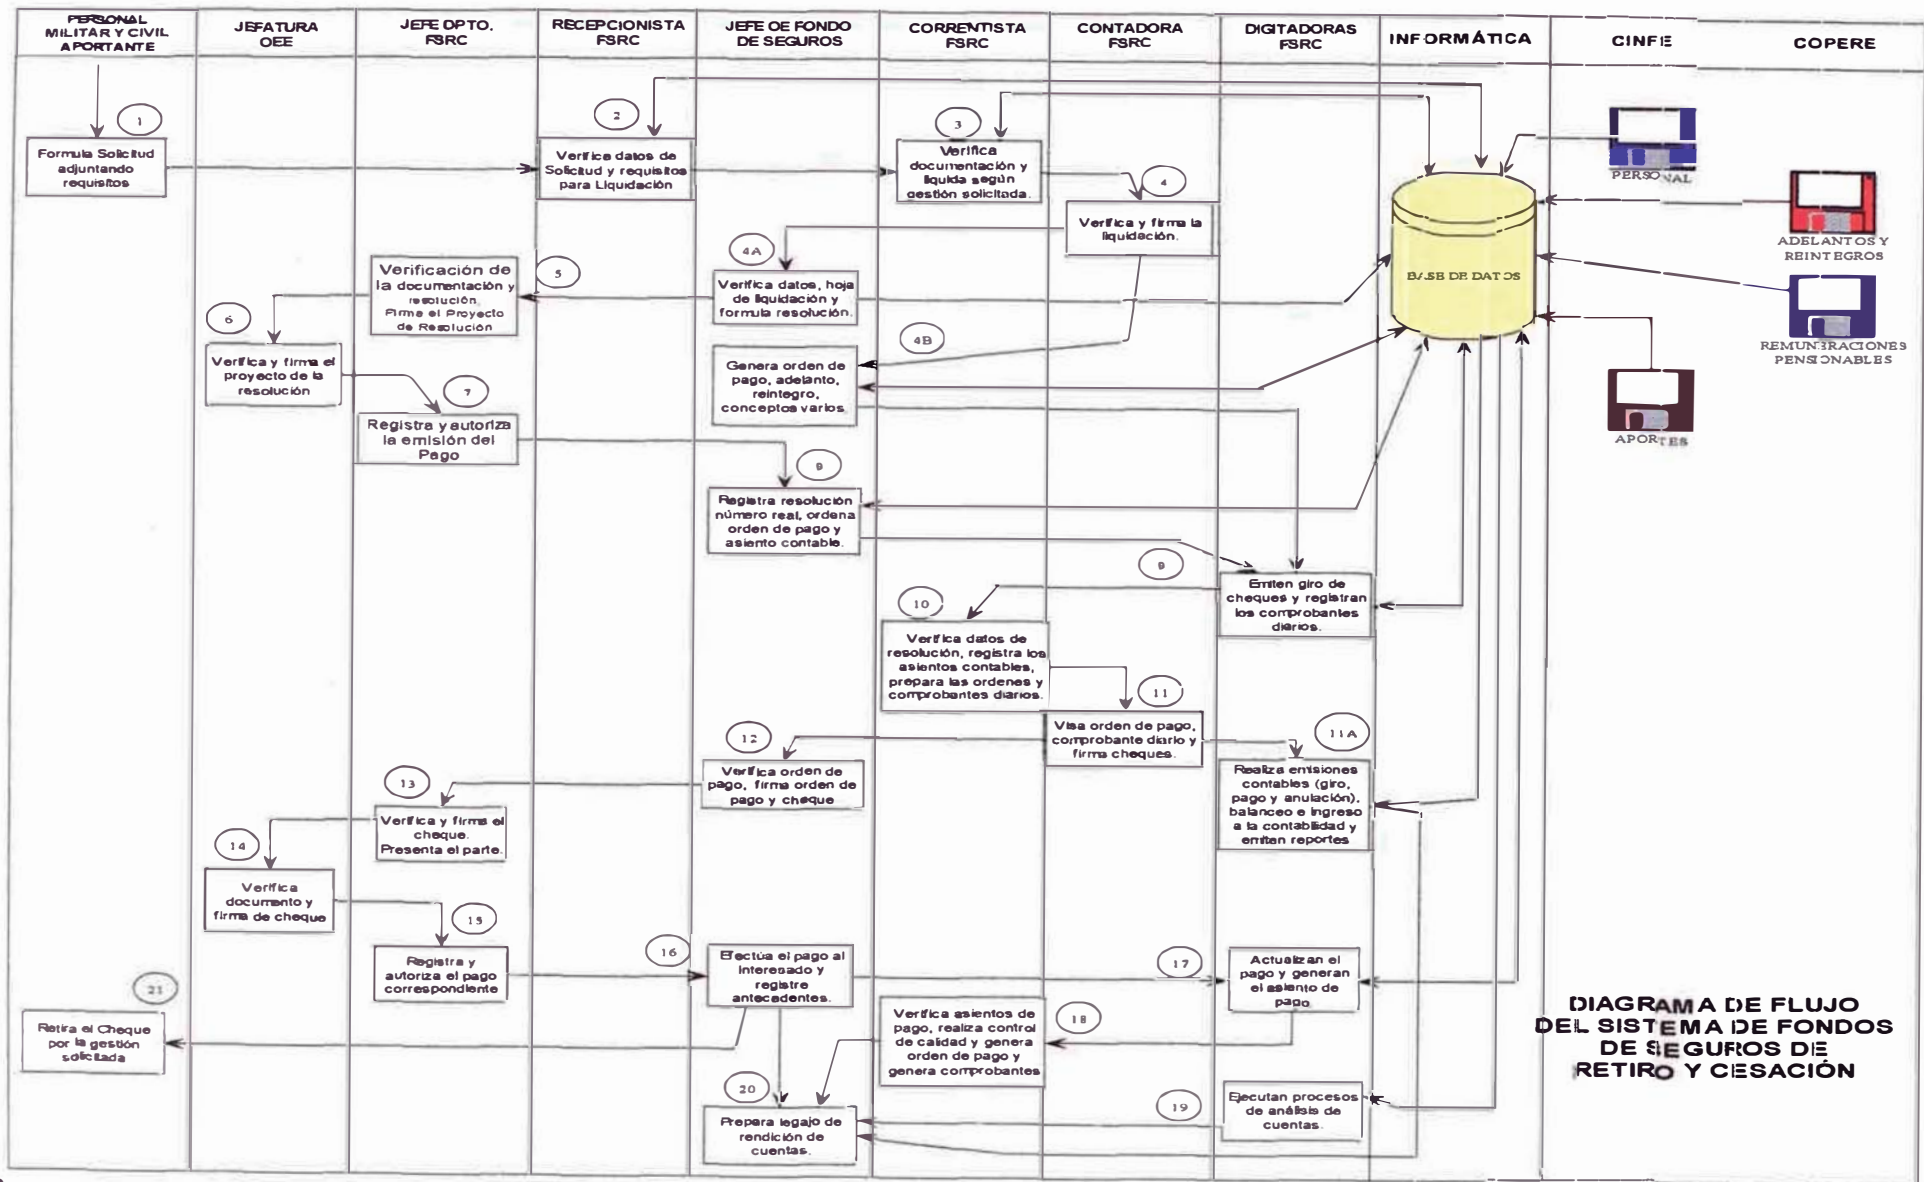 PERSONAL
MILITAR Y CIVIL
APORTANTE
JEFATURA
OEE
JEFE DPTO.
FSRC
RECEPCIONISTA
FSRC
JEFE OE FONDO
DE SEGUROS
CORRENTISTA
FSRC
CONTADORA
FSRC
DIGITADORAS
FSRC
INFORMÁTICA
CINFE
COPERE
1
Formula Solicitud
adjuntando
requisitos
2
Verifica datos de
Solicitud y requisitos
para Liquidación
3
Verifica
documentación y
liquida según
gestión solicitada.
4
Verifica y firma la
liquidación.
PERSONAL
ADELANTOS Y
REINTEGROS
BASE DE DATOS
REMUNERACIONES
PENSIONABLES
APORTES
4A
Verifica datos, hoja
de liquidación y
formula resolución.
5
Verificación de
la documentación y
resolución.
Firma el Proyecto
de Resolución
6
Verifica y firma el
proyecto de la
resolución
4B
Genera orden de
pago, adelanto,
reintegro,
conceptos varios
7
Registra y autoriza
la emisión del
Pago
8
Registra resolución
número real, ordena
orden de pago y
asiento contable.
9
Emiten giro de
cheques y registran
los comprobantes
diarios.
10
Verifica datos de
resolución, registra los
asientos contables,
prepara las ordenes y
comprobantes diarios.
11
Visa orden de pago,
comprobante diario y
firma cheques.
11A
Realiza emisiones
contables (giro,
pago y anulación),
balanceo e ingreso
a la contabilidad y
emiten reportes
12
Verifica orden de
pago, firma orden de
pago y cheque
13
Verifica y firma el
cheque.
Presenta el parte.
14
Verifica
documento y
firma de cheque
15
Registra y
autoriza el pago
correspondiente
16
Efectúa el pago al
Interesado y
registre
antecedentes.
17
Actualizan el
pago y generan
el asiento de
pago.
18
Verifica asientos de
pago, realiza control
de calidad y genera
orden de pago y
genera comprobantes
19
Ejecutan procesos
de análisis de
cuentas.
20
Prepara legajo de
rendición de
cuentas.
21
Retira el Cheque
por la gestión
solicitada
DIAGRAMA DE FLUJO
DEL SISTEMA DE FONDOS
DE SEGUROS DE
RETIRO Y CESACIÓN